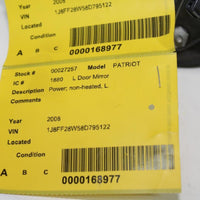 Year 2008
VIN 1J8FF28W58D795122
Located
Condition
A B C 0000168977
Stock # 00027257 Model PATRIOT
IC # 1680 L Door Mirror
Description Power, non-heated, L.
Comments
Year 2008
VIN 1J8FF28W58D795122
Located
Condition
A B C
0000168977